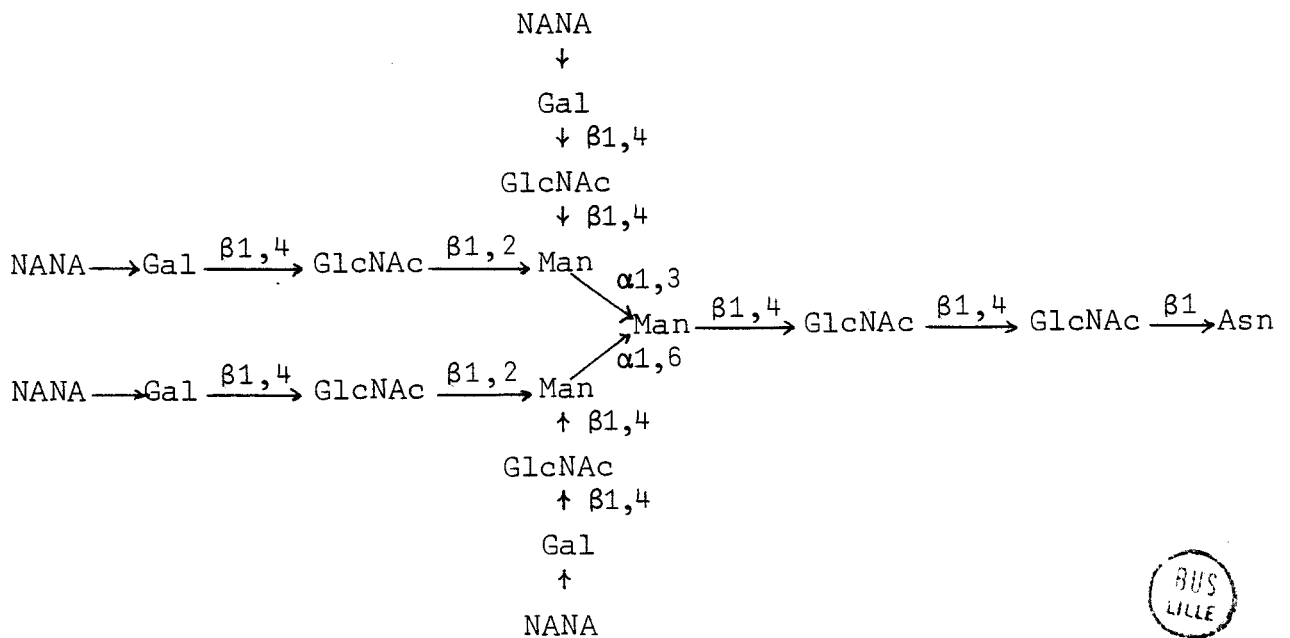 NANA
↓
Gal
↓ β1,4
GlcNAc
↓ β1,4
NANA → Gal β1,4 → GlcNAc β1,2 → Man α1,3
Man β1,4 → GlcNAc β1,4 → GlcNAc β1 → Asn
NANA → Gal β1,4 → GlcNAc β1,2 → Man α1,6
↑ β1,4
GlcNAc
↑ β1,4
Gal
↑
NANA
BUS
LILLE